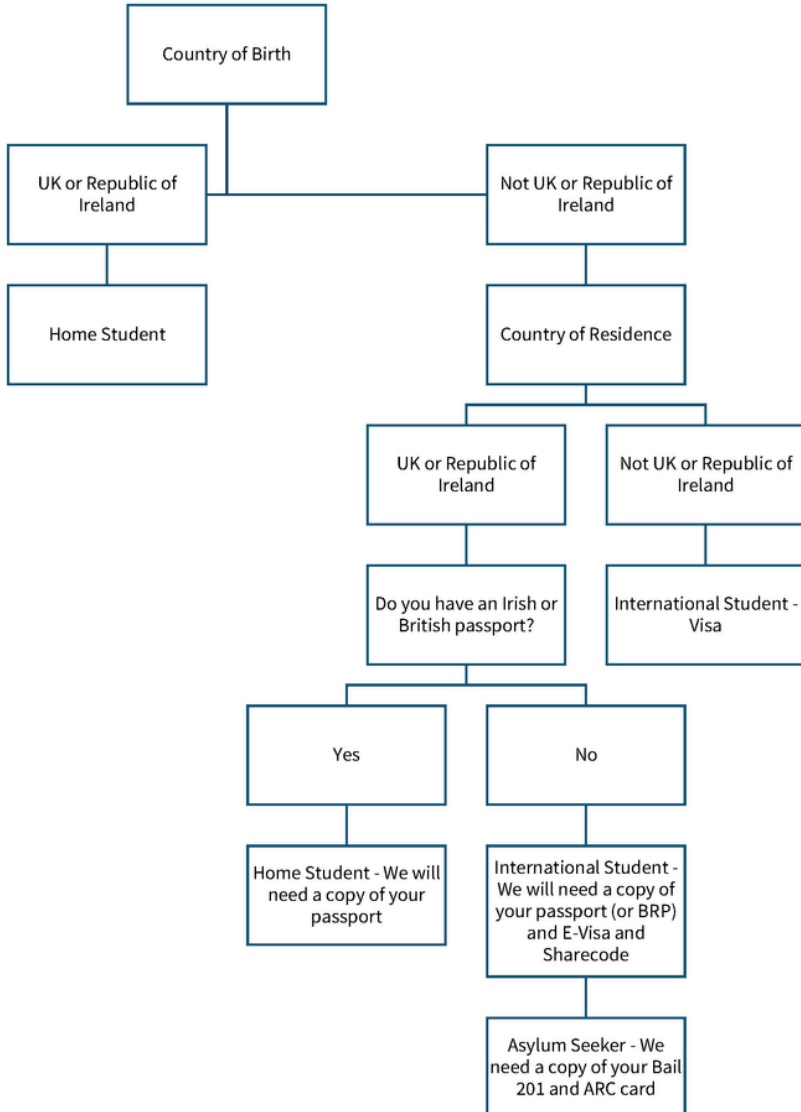 Country of Birth
UK or Republic of
Ireland
Not UK or Republic of
Ireland
Home Student
Country of Residence
UK or Republic of
Ireland
Not UK or Republic of
Ireland
Do you have an Irish or
British passport?
International Student -
Visa
Yes
No
Home Student - We will
need a copy of your
passport
International Student -
We will need a copy of
your passport (or BRP)
and E-Visa and
Sharecode
Asylum Seeker - We
need a copy of your Bail
201 and ARC card